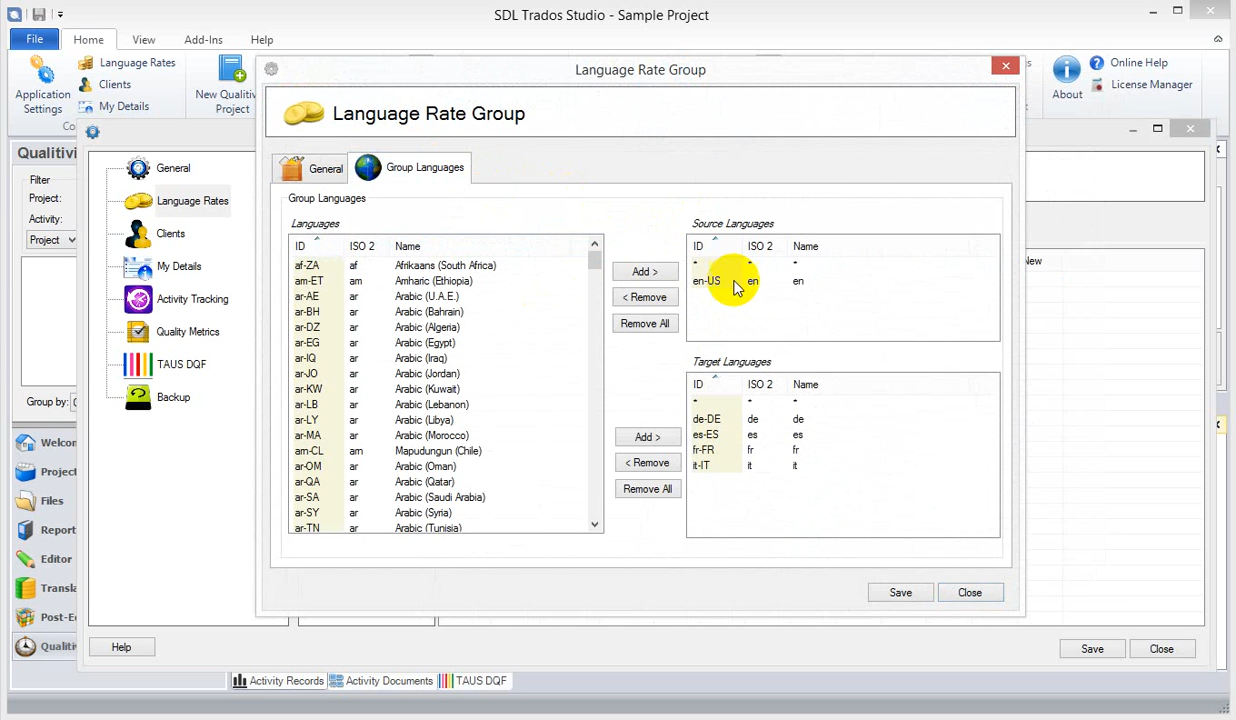 SDL Trados Studio - Sample Project
File
Home
View
Add-Ins
Help
Application
Settings
Language Rates
Clients
My Details
New Qualitiv
Project
About
Online Help
License Manager
Language Rate Group
Language Rate Group
Qualitivi
Filter
Project:
Activity:
Project
Group by:
General
Language Rates
Clients
My Details
Activity Tracking
Quality Metrics
TAUS DQF
Backup
General
Group Languages
Group Languages
Languages
ID ISO 2 Name
af-ZA af Afrikaans (South Africa)
am-ET am Amharic (Ethiopia)
ar-AE ar Arabic (U.A.E.)
ar-BH ar Arabic (Bahrain)
ar-DZ ar Arabic (Algeria)
ar-EG ar Arabic (Egypt)
ar-IQ ar Arabic (Iraq)
ar-JO ar Arabic (Jordan)
ar-KW ar Arabic (Kuwait)
ar-LB ar Arabic (Lebanon)
ar-LY ar Arabic (Libya)
ar-MA ar Arabic (Morocco)
am-CL am Mapudungun (Chile)
ar-OM ar Arabic (Oman)
ar-QA ar Arabic (Qatar)
ar-SA ar Arabic (Saudi Arabia)
ar-SY ar Arabic (Syria)
ar-TN ar Arabic (Tunisia)
Add >
< Remove
Remove All
Add >
< Remove
Remove All
Source Languages
ID ISO 2 Name
* * *
en-US en en
Target Languages
ID ISO 2 Name
* * *
de-DE de de
es-ES es es
fr-FR fr fr
it-IT it it
Save
Close
New
Welcom
Project
Files
Report
Editor
Transla
Post-E
Qualiti
Help
Save
Close
Activity Records
Activity Documents
TAUS DQF